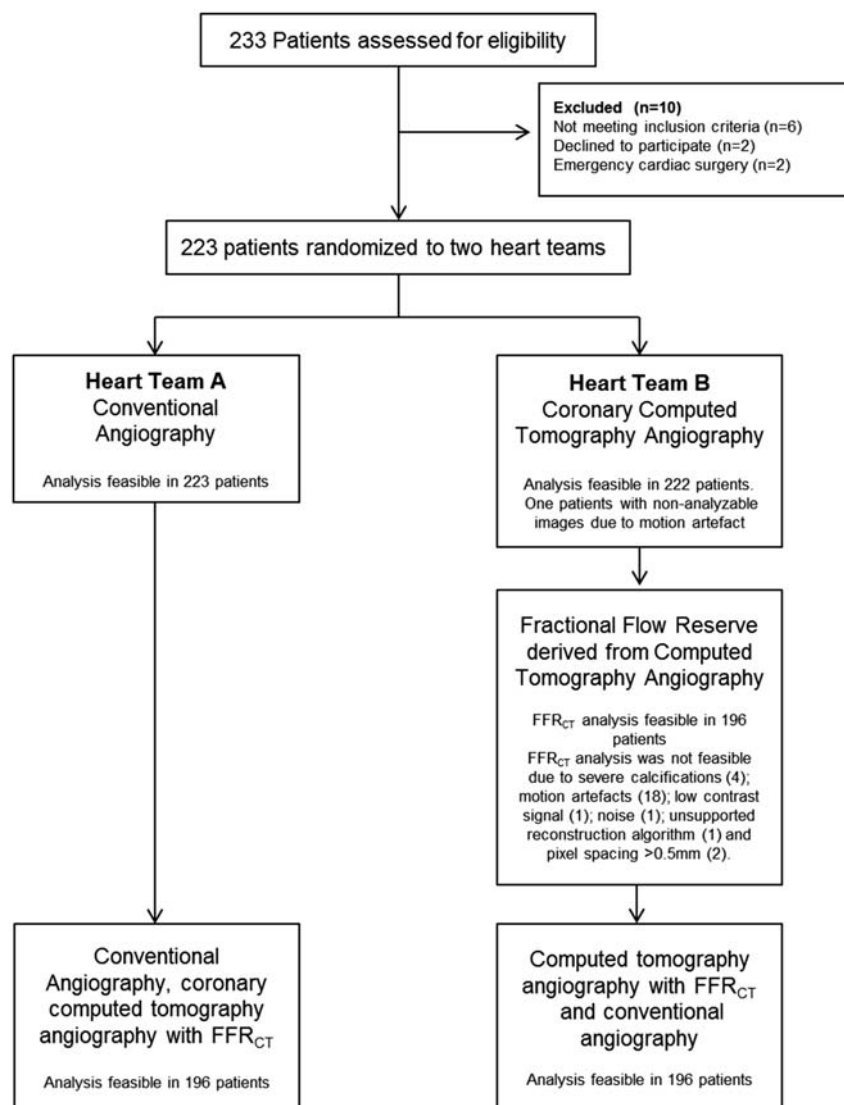 233 Patients assessed for eligibility
Excluded (n=10)
Not meeting inclusion criteria (n=6)
Declined to participate (n=2)
Emergency cardiac surgery (n=2)
223 patients randomized to two heart teams
Heart Team A
Conventional
Angiography
Analysis feasible in 223 patients
Heart Team B
Coronary Computed
Tomography Angiography
Analysis feasible in 222 patients.
One patients with non-analyzable
images due to motion artefact
Fractional Flow Reserve
derived from Computed
Tomography Angiography
FFRCT analysis feasible in 196
patients
FFRCT analysis was not feasible
due to severe calcifications (4);
motion artefacts (18); low contrast
signal (1); noise (1); unsupported
reconstruction algorithm (1) and
pixel spacing >0.5mm (2).
Conventional
Angiography, coronary
computed tomography
angiography with FFRCT
Analysis feasible in 196 patients
Computed tomography
angiography with FFRCT
and conventional
angiography
Analysis feasible in 196 patients